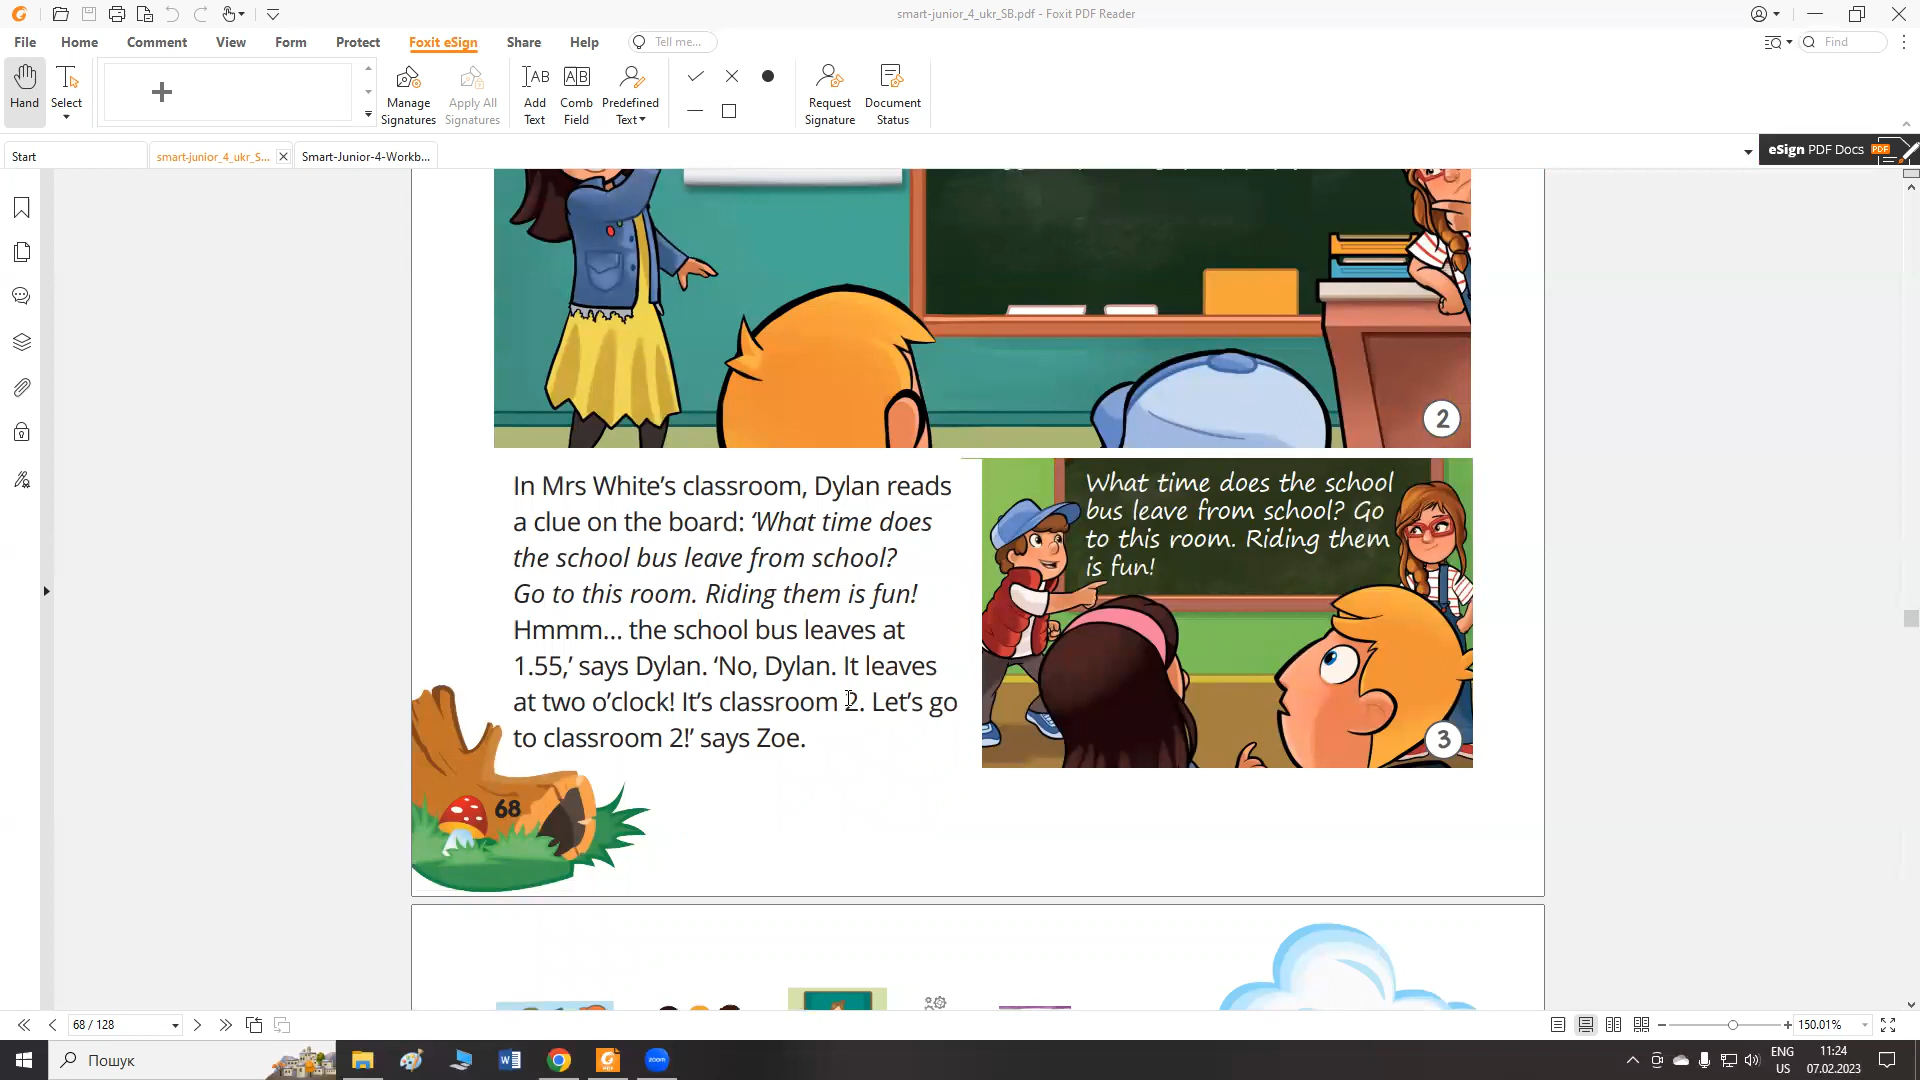 smart-junior_4_ukr_SB.pdf - Foxit PDF Reader
File Home Comment View Form Protect Foxit eSign Share Help Tell me... Find
Hand
Select
Manage Signatures
Apply All Signatures
Add Text
Comb Field
Predefined Text
Request Signature
Document Status
Start
smart-junior_4_ukr_S...
Smart-Junior-4-Workb...
eSign PDF Docs PDF
2
In Mrs White’s classroom, Dylan reads
a clue on the board: ‘What time does
the school bus leave from school?
Go to this room. Riding them is fun!
Hmmm... the school bus leaves at
1.55,’ says Dylan. ‘No, Dylan. It leaves
at two o’clock! It’s classroom 2. Let’s go
to classroom 2!’ says Zoe.
What time does the school
bus leave from school? Go
to this room. Riding them
is fun!
3
68
68 / 128
150.01%
Пошук
zoom
ENG
US
11:24
07.02.2023